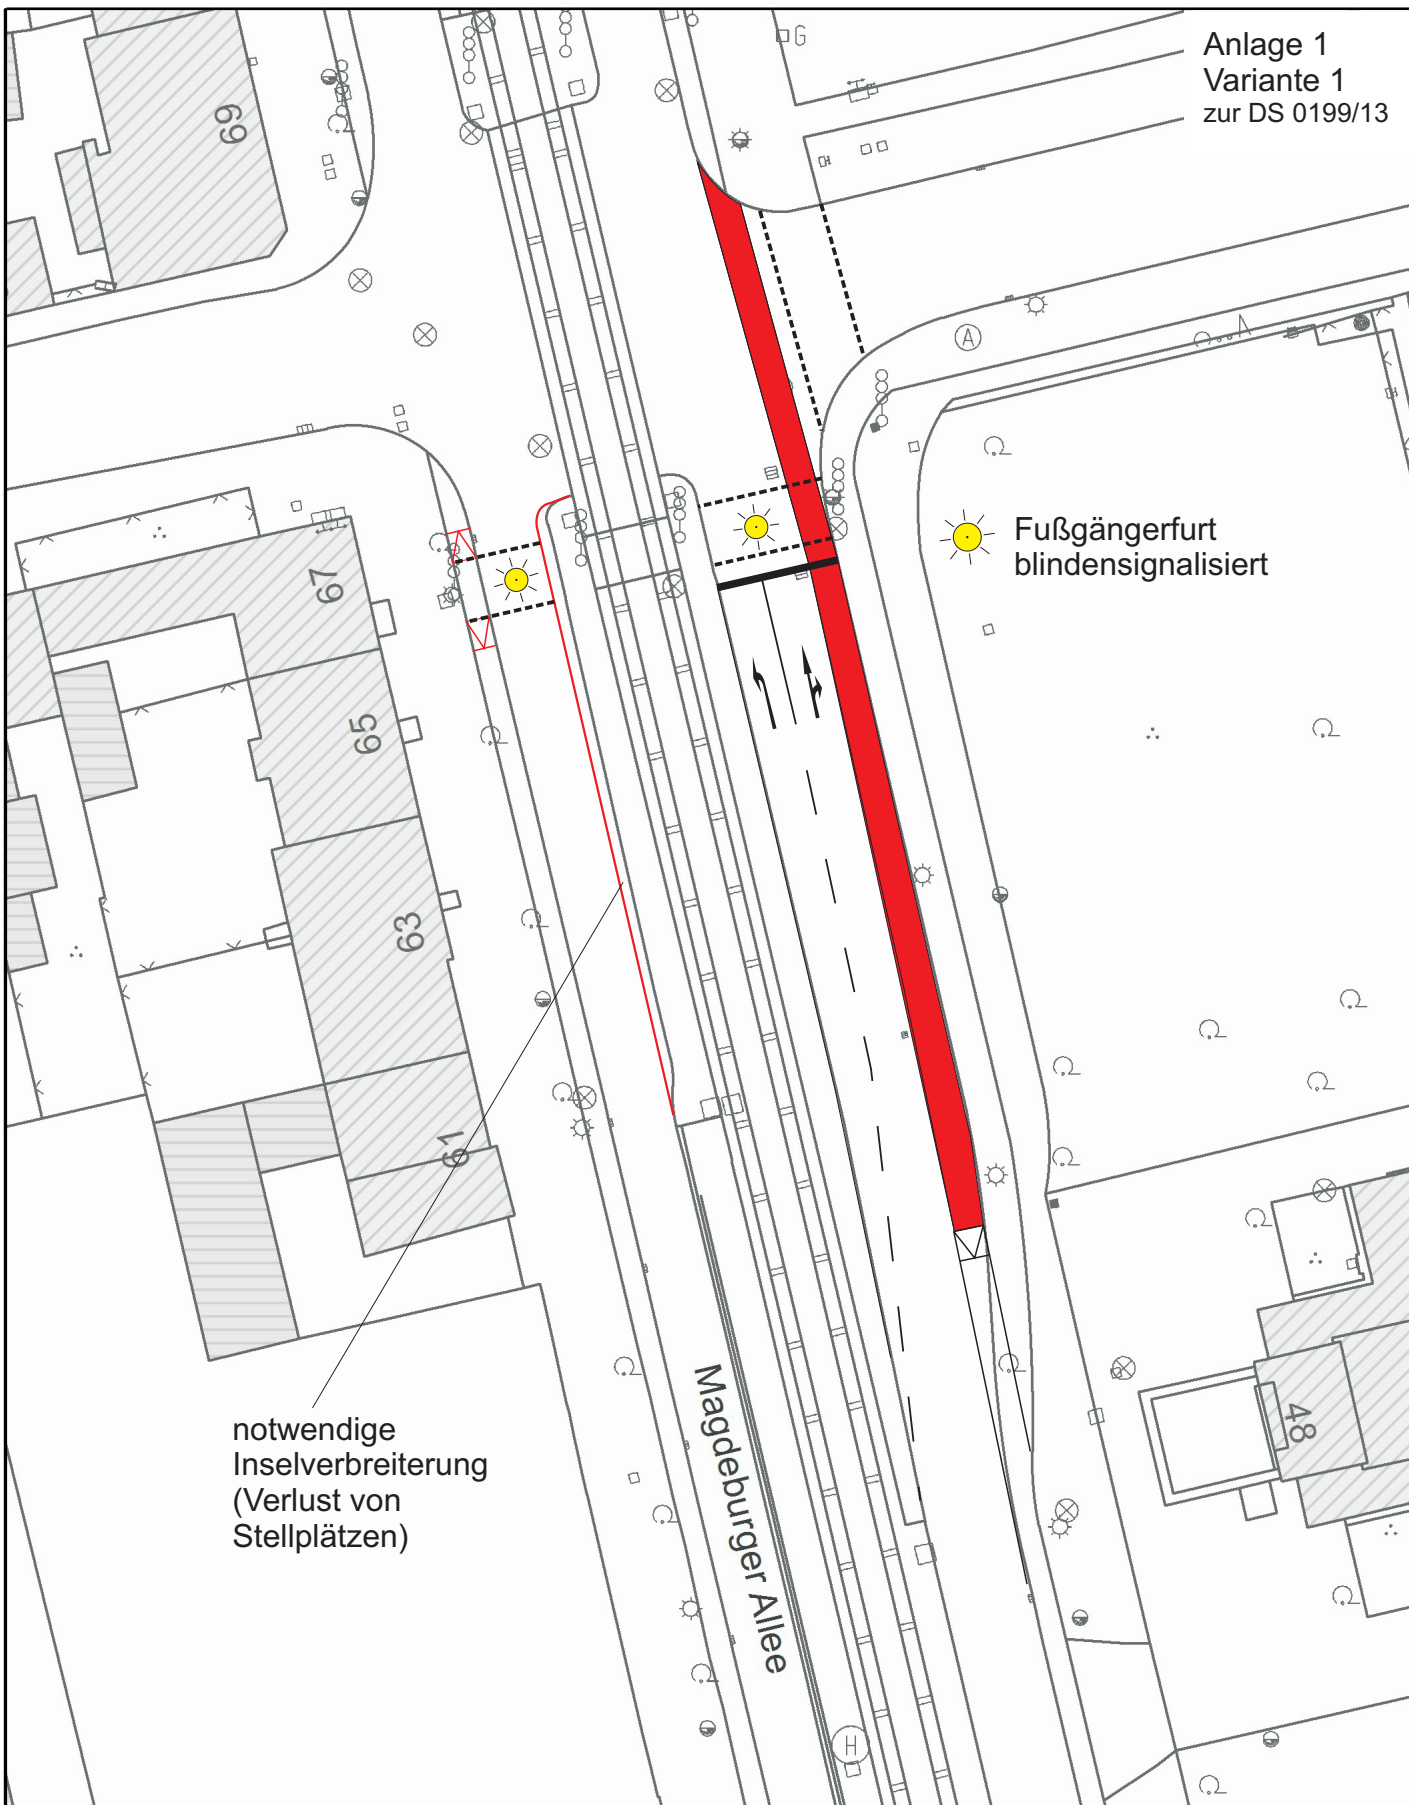 Anlage 1
Variante 1
zur DS 0199/13
G
69
A
Fußgängerfurt
blindensignalisiert
67
65
63
61
48
notwendige
Inselverbreiterung
(Verlust von
Stellplätzen)
Magdeburger Allee
H